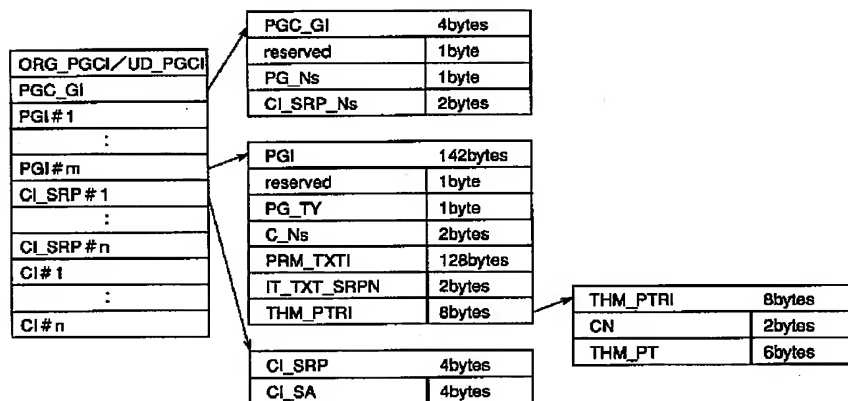 ORG_PGCI/UD_PGCI
PGC_GI
PGI#1
:
PGI#m
CI_SRP#1
:
CI_SRP#n
CI#1
:
CI#n
PGC_GI 4bytes
reserved 1byte
PG_Ns 1byte
CI_SRP_Ns 2bytes
PGI 142bytes
reserved 1byte
PG_TY 1byte
C_Ns 2bytes
PRM_TXTI 128bytes
IT_TXT_SRPN 2bytes
THM_PTRI 8bytes
CI_SRP 4bytes
CI_SA 4bytes
THM_PTRI 8bytes
CN 2bytes
THM_PT 6bytes